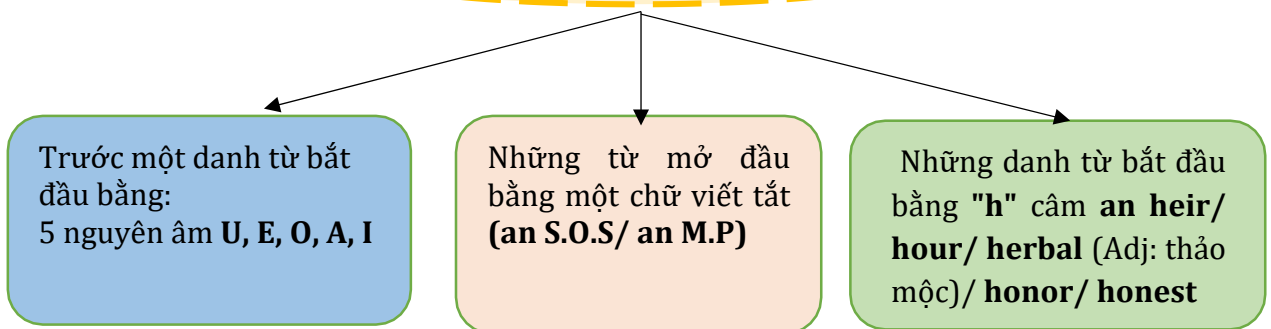 Trước một danh từ bắt
đầu bằng:
5 nguyên âm U, E, O, A, I
Những từ mở đầu
bằng một chữ viết tắt
(an S.O.S/ an M.P)
Những danh từ bắt đầu
bằng "h" câm an heir/
hour/ herbal (Adj: thảo
mộc)/ honor/ honest